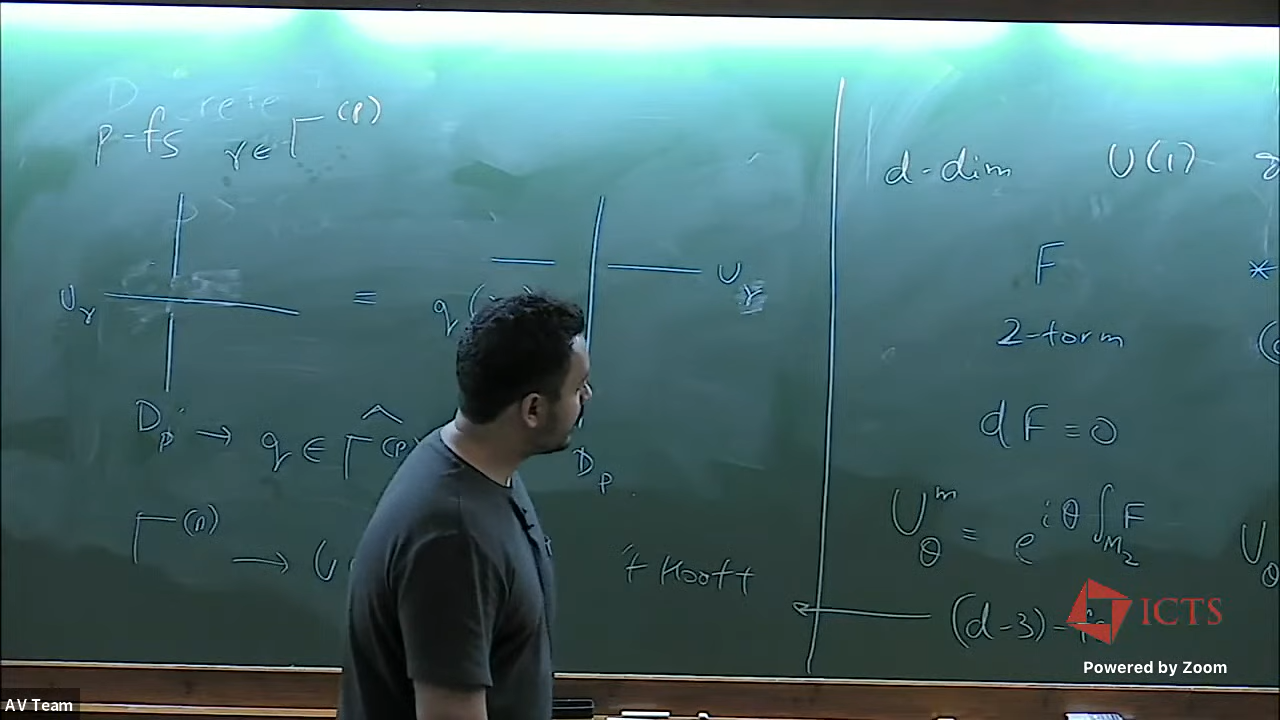 p-fs γ ∈ Γ^(p)
U_γ = q( U_γ
D_p → q ∈ Γ̂^(p)
D_p
Γ^(p) →
't Hooft
d-dim U(1)
F
*
2-form
dF = 0
U^m_θ = e^{iθ ∫_{M_2} F}
U_θ
(d-3)-
ICTS
Powered by Zoom
AV Team